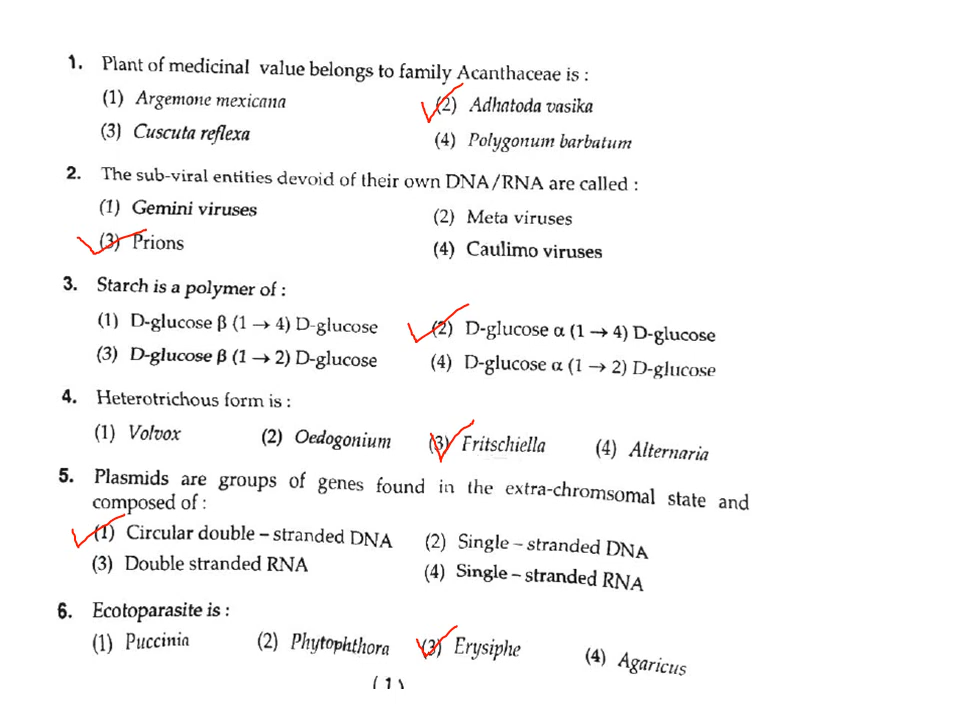 1. Plant of medicinal value belongs to family Acanthaceae is :
(1) Argemone mexicana (2) Adhatoda vasika
(3) Cuscuta reflexa (4) Polygonum barbatum
2. The sub-viral entities devoid of their own DNA/RNA are called :
(1) Gemini viruses (2) Meta viruses
(3) Prions (4) Caulimo viruses
3. Starch is a polymer of :
(1) D-glucose β (1 → 4) D-glucose (2) D-glucose α (1 → 4) D-glucose
(3) D-glucose β (1 → 2) D-glucose (4) D-glucose α (1 → 2) D-glucose
4. Heterotrichous form is :
(1) Volvox (2) Oedogonium (3) Fritschiella (4) Alternaria
5. Plasmids are groups of genes found in the extra-chromsomal state and
composed of :
(1) Circular double – stranded DNA (2) Single – stranded DNA
(3) Double stranded RNA (4) Single – stranded RNA
6. Ecotoparasite is :
(1) Puccinia (2) Phytophthora (3) Erysiphe (4) Agaricus
( 1 )